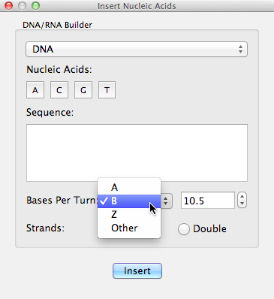 Insert Nucleic Acids
DNA/RNA Builder
DNA
Nucleic Acids:
A C G T
Sequence:
A
Bases Per Turn ✓ B 10.5
Z
Strands: Other Double
Insert